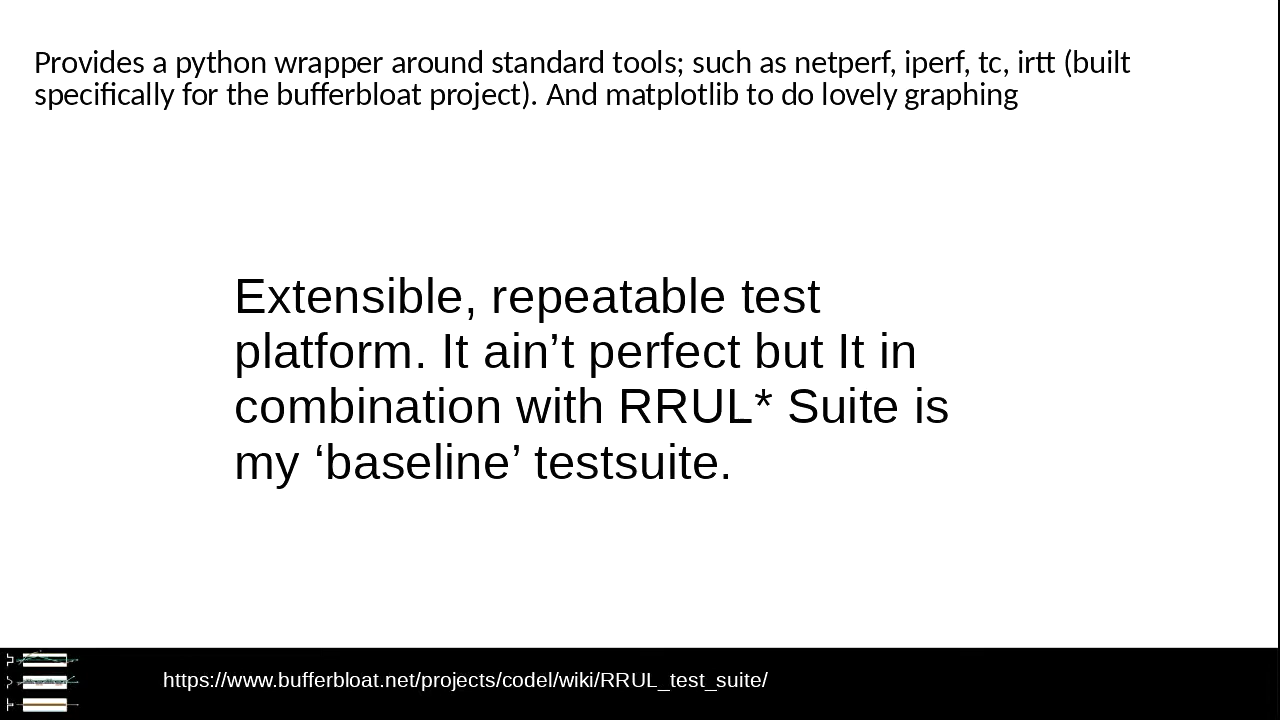 Provides a python wrapper around standard tools; such as netperf, iperf, tc, irtt (built
specifically for the bufferbloat project). And matplotlib to do lovely graphing
Extensible, repeatable test
platform. It ain’t perfect but It in
combination with RRUL* Suite is
my ‘baseline’ testsuite.
https://www.bufferbloat.net/projects/codel/wiki/RRUL_test_suite/